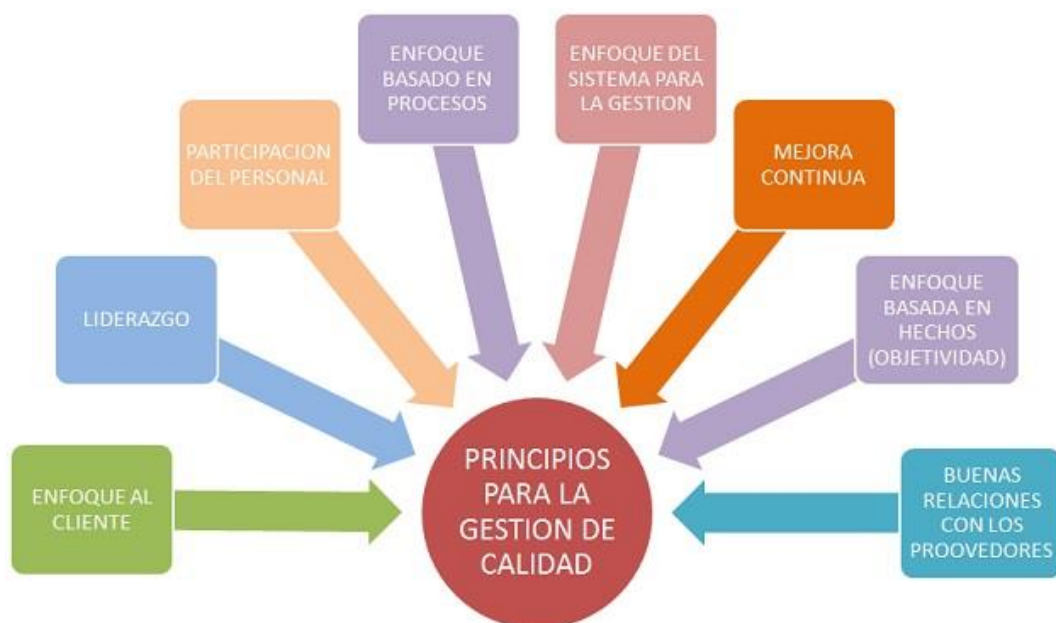 ENFOQUE
BASADO EN
PROCESOS
ENFOQUE DEL
SISTEMA PARA
LA GESTION
PARTICIPACION
DEL PERSONAL
MEJORA
CONTINUA
LIDERAZGO
ENFOQUE
BASADA EN
HECHOS
(OBJETIVIDAD)
ENFOQUE AL
CLIENTE
PRINCIPIOS
PARA LA
GESTION DE
CALIDAD
BUENAS
RELACIONES
CON LOS
PROOVEDORES